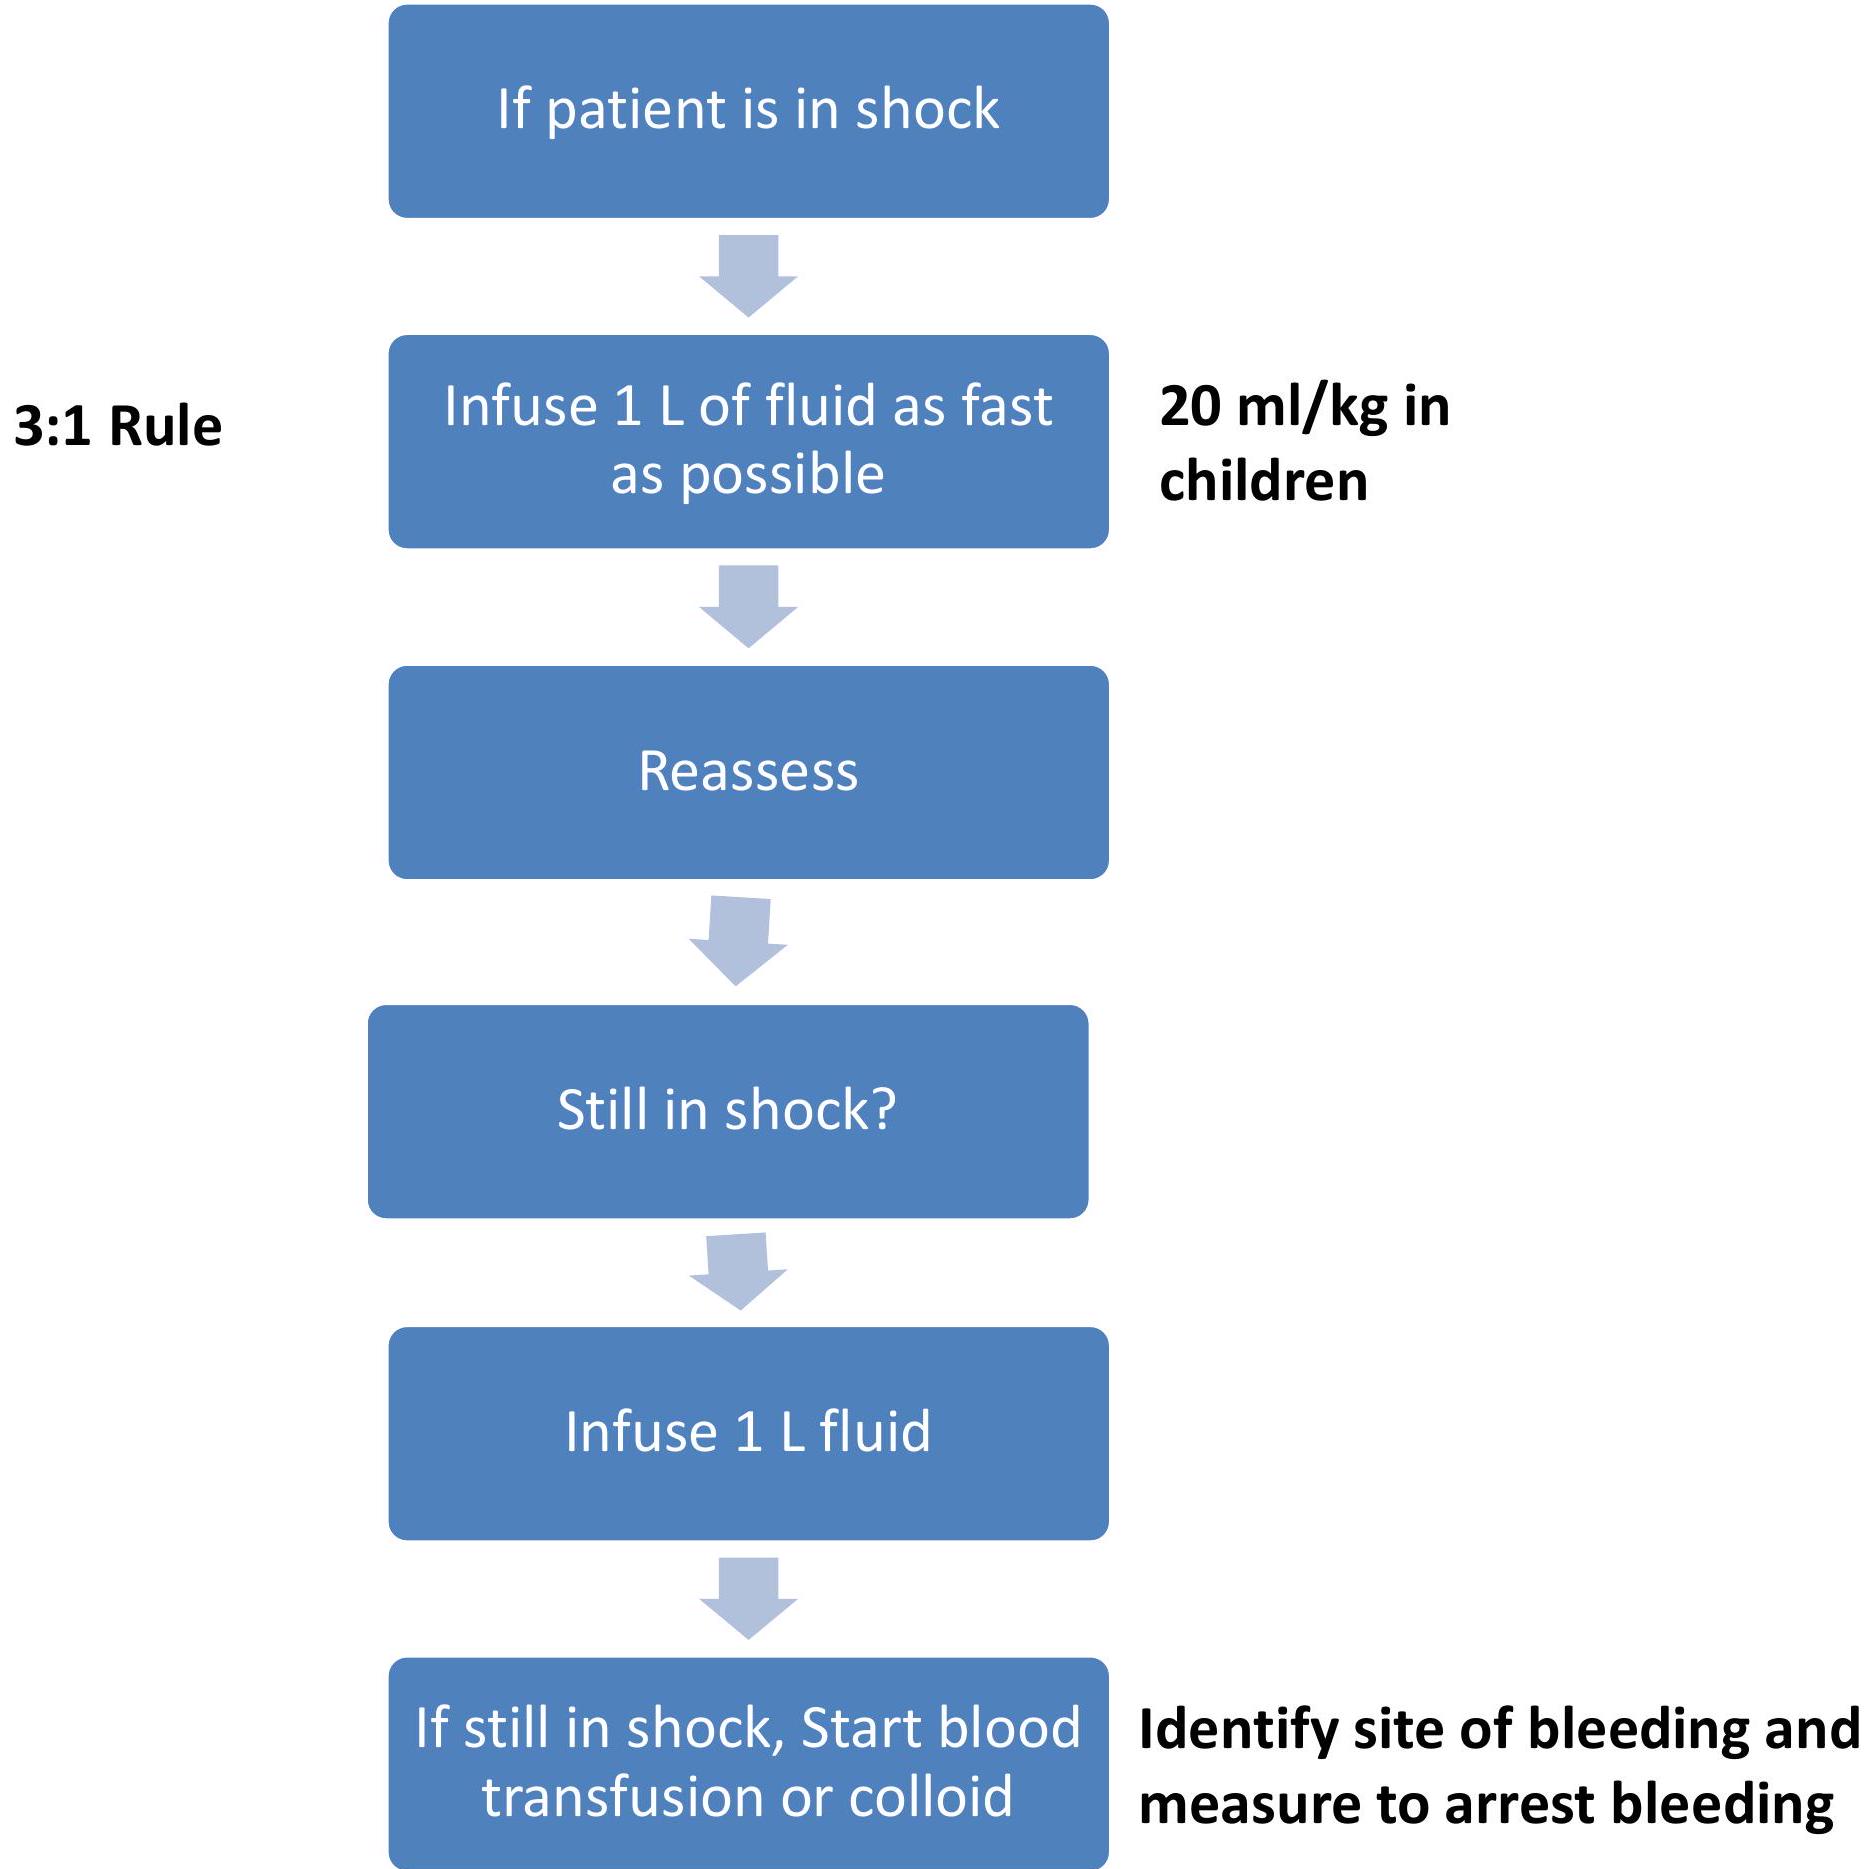 If patient is in shock
3:1 Rule
Infuse 1 L of fluid as fast
as possible
20 ml/kg in
children
Reassess
Still in shock?
Infuse 1 L fluid
If still in shock, Start blood
transfusion or colloid
Identify site of bleeding and
measure to arrest bleeding